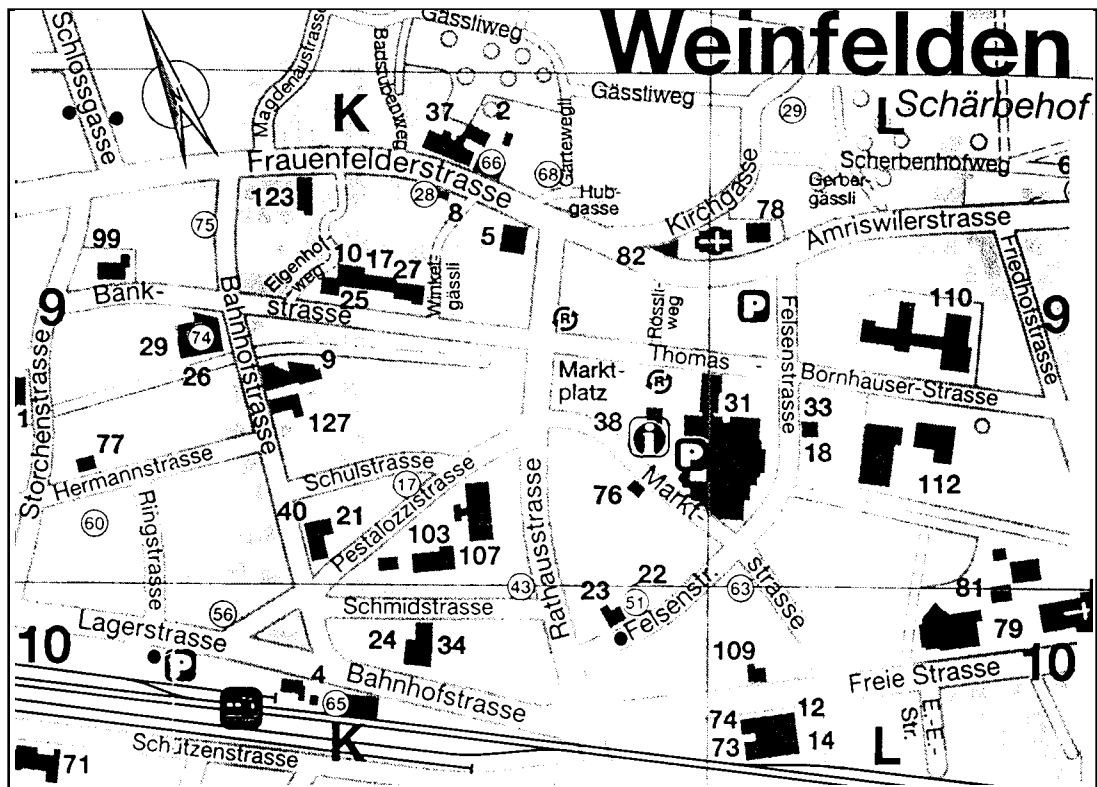 Weinfelden
Schlossgasse
Magdenaustrasse
Badstubenweg
Gässliweg
Gässliweg
29
L
Schärbehof
K
37
2
Gärtewegli
Frauenfelderstrasse
66
68
Scherbenhofweg
6
Hub-
gasse
Kirchgasse
Gerber-
gässli
123
28
8
5
78
82
Amriswilerstrasse
75
99
Eigenhof
weg
10
17
27
25
Winkel-
gässli
Friedhofstrasse
9
Bank-
strasse
Bahnhofstrasse
Rössli-
weg
P
Felsenstrasse
110
9
29
74
26
9
R
Thomas
-
Bornhauser-Strasse
Markt-
platz
R
127
38
i
31
33
18
P
1
Storchenstrasse
77
Hermannstrasse
Schulstrasse
17
Pestalozzistrasse
76
Markt-
strasse
112
60
Ringstrasse
40
21
103
107
Rathausstrasse
43
23
22
51
Felsenstr.
63
81
79
56
Schmidstrasse
Lagerstrasse
24
34
10
P
4
65
Bahnhofstrasse
109
Freie Strasse
10
K
74
73
12
14
L
Str.
E-E-
Schützenstrasse
71